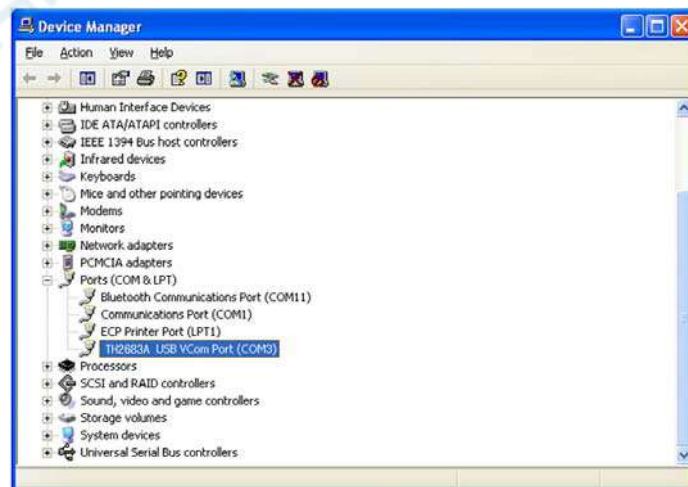 Device Manager
File Action View Help
Human Interface Devices
IDE ATA/ATAPI controllers
IEEE 1394 Bus host controllers
Infrared devices
Keyboards
Mice and other pointing devices
Modems
Monitors
Network adapters
PCMCIA adapters
Ports (COM & LPT)
Bluetooth Communications Port (COM11)
Communications Port (COM1)
ECP Printer Port (LPT1)
TH2683A USB VCom Port (COM3)
Processors
SCSI and RAID controllers
Sound, video and game controllers
Storage volumes
System devices
Universal Serial Bus controllers